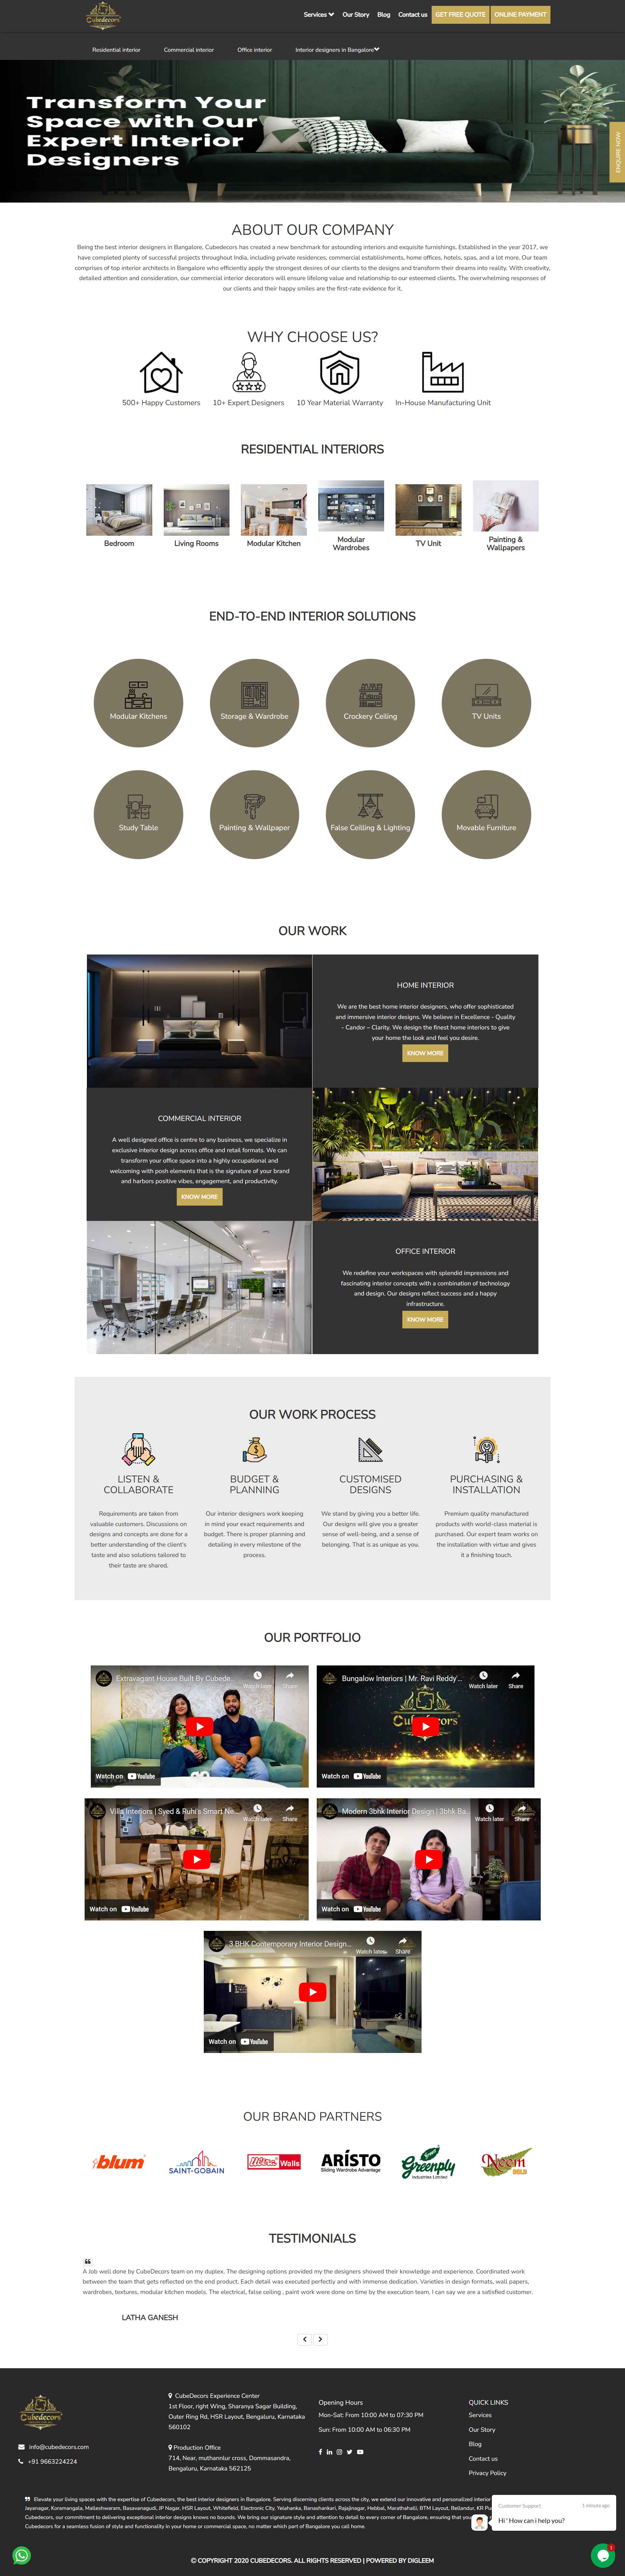 Cubedecors
Services
Our Story
Blog
Contact us
GET FREE QUOTE
ONLINE PAYMENT
Residential interior
Commercial interior
Office interior
Interior designers in Bangalore
Transform Your
Space with Our
Expert Interior
Designers
ENQUIRE NOW
ABOUT OUR COMPANY
Being the best interior designers in Bangalore, Cubedecors has created a new benchmark for astounding interiors and exquisite furnishings. Established in the year 2017, we
have completed plenty of successful projects throughout India, including private residences, commercial establishments, home offices, hotels, spas, and a lot more. Our team
comprises of top interior architects in Bangalore who efficiently apply the strongest desires of our clients to the designs and transform their dreams into reality. With creativity,
detailed attention and consideration, our commercial interior decorators will ensure lifelong value and relationship to our esteemed clients. The overwhelming responses of
our clients and their happy smiles are the first-rate evidence for it.
WHY CHOOSE US?
500+ Happy Customers
10+ Expert Designers
10 Year Material Warranty
In-House Manufacturing Unit
RESIDENTIAL INTERIORS
Bedroom
Living Rooms
Modular Kitchen
Modular
Wardrobes
TV Unit
Painting &
Wallpapers
END-TO-END INTERIOR SOLUTIONS
Modular Kitchens
Storage & Wardrobe
Crockery Ceiling
TV Units
Study Table
Painting & Wallpaper
False Ceilling & Lighting
Movable Furniture
OUR WORK
HOME INTERIOR
We are the best home interior designers, who offer sophisticated
and immersive interior designs. We believe in Excellence - Quality
- Candor – Clarity. We design the finest home interiors to give
your home the look and feel you desire.
KNOW MORE
COMMERCIAL INTERIOR
A well designed office is centre to any business, we specialize in
exclusive interior design across office and retail formats. We can
transform your office space into a highly occupational and
welcoming with posh elements that is the signature of your brand
and harbors positive vibes, engagement, and productivity.
KNOW MORE
OFFICE INTERIOR
We redefine your workspaces with splendid impressions and
fascinating interior concepts with a combination of technology
and design. Our designs reflect success and a happy
infrastructure.
KNOW MORE
OUR WORK PROCESS
LISTEN &
COLLABORATE
Requirements are taken from
valuable customers. Discussions on
designs and concepts are done for a
better understanding of the client's
taste and also solutions tailored to
their taste are shared.
BUDGET &
PLANNING
Our interior designers work keeping
in mind your exact requirements and
budget. There is proper planning and
detailing in every milestone of the
process.
CUSTOMISED
DESIGNS
We stand by giving you a better life.
Our designs will give you a greater
sense of well-being, and a sense of
belonging. That is as unique as you.
PURCHASING &
INSTALLATION
Premium quality manufactured
products with world-class material is
purchased. Our expert team works on
the installation with virtue and gives
it a finishing touch.
OUR PORTFOLIO
Extravagant House Built By Cubede...
Watch later
Share
Watch on YouTube
Bungalow Interiors | Mr. Ravi Reddy'...
Watch later
Share
Cubedecors
Watch on YouTube
Villa Interiors | Syed & Ruhi's Smart Ne...
Watch later
Share
Watch on YouTube
Modern 3bhk Interior Design | 3bhk Ba...
Watch later
Share
Watch on YouTube
3 BHK Contemporary Interior Design...
Watch later
Share
Watch on YouTube
OUR BRAND PARTNERS
blum
SAINT-GOBAIN
Ultra Walls
ARÍSTO
Sliding Wardrobe Advantage
Greenply
Industries Limited
Neem
GOLD
TESTIMONIALS
A Job well done by CubeDecors team on my duplex. The designing options provided my the designers showed their knowledge and experience. Coordinated work
between the team that gets reflected on the end product. Each detail was executed perfectly and with immense dedication. Varieties in design formats, wall papers,
wardrobes, textures, modular kitchen models. The electrical, false ceiling , paint work were done on time by the execution team, I can say we are a satisfied customer.
LATHA GANESH
Cubedecors
info@cubedecors.com
+91 9663224224
CubeDecors Experience Center
1st Floor, right Wing, Sharanya Sagar Building,
Outer Ring Rd, HSR Layout, Bengaluru, Karnataka
560102
Production Office
714, Near, muthannlur cross, Dommasandra,
Bengaluru, Karnataka 562125
Opening Hours
Mon-Sat: From 10:00 AM to 07:30 PM
Sun: From 10:00 AM to 06:30 PM
QUICK LINKS
Services
Our Story
Blog
Contact us
Privacy Policy
Elevate your living spaces with the expertise of Cubedecors, the best interior designers in Bangalore. Serving discerning clients across the city, we extend our innovative and personalized interior
Jayanagar, Koramangala, Malleshwaram, Basavanagudi, JP Nagar, HSR Layout, Whitefield, Electronic City, Yelahanka, Banashankari, Rajajinagar, Hebbal, Marathahalli, BTM Layout, Bellandur, KR Pu
Cubedecors, our commitment to delivering exceptional interior designs knows no bounds. We bring our signature style and attention to detail to every corner of Bangalore, ensuring that you
Cubedecors for a seamless fusion of style and functionality in your home or commercial space, no matter which part of Bangalore you call home.
Customer Support
1 minute ago
Hi ' How can i help you?
1
© COPYRIGHT 2020 CUBEDECORS. ALL RIGHTS RESERVED | POWERED BY DIGLEEM